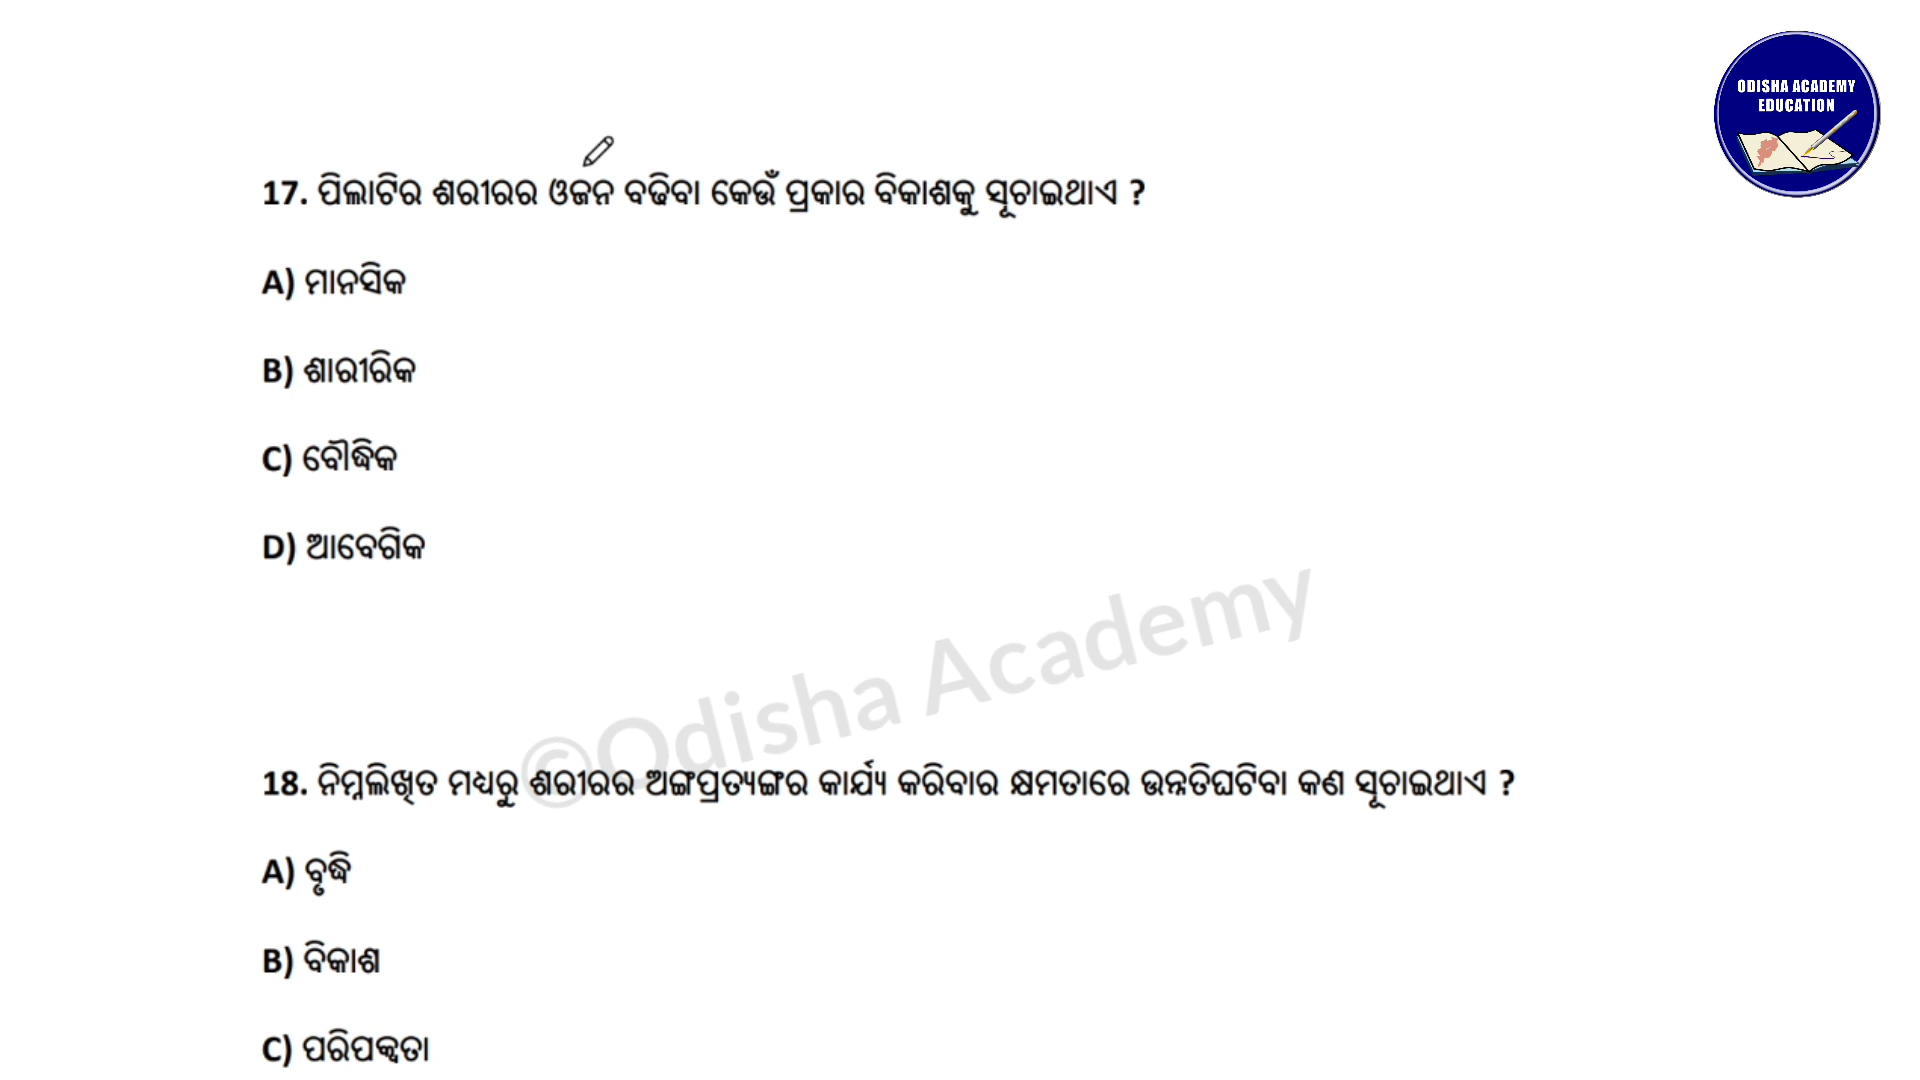 ODISHA ACADEMY
EDUCATION
17. ପିଲାଟିର ଶରୀରର ଓଜନ ବଢିବା କେଉଁ ପ୍ରକାର ବିକାଶକୁ ସୂଚାଇଥାଏ ?
A) ମାନସିକ
B) ଶାରୀରିକ
C) ବୌଦ୍ଧିକ
D) ଆବେଗିକ
©Odisha Academy
18. ନିମ୍ନଲିଖିତ ମଧ୍ୟରୁ ଶରୀରର ଅଙ୍ଗପ୍ରତ୍ୟଙ୍ଗର କାର୍ଯ୍ୟ କରିବାର କ୍ଷମତାରେ ଉନ୍ନତିଘଟିବା କଣ ସୂଚାଇଥାଏ ?
A) ବୃଦ୍ଧି
B) ବିକାଶ
C) ପରିପକ୍ୱତା